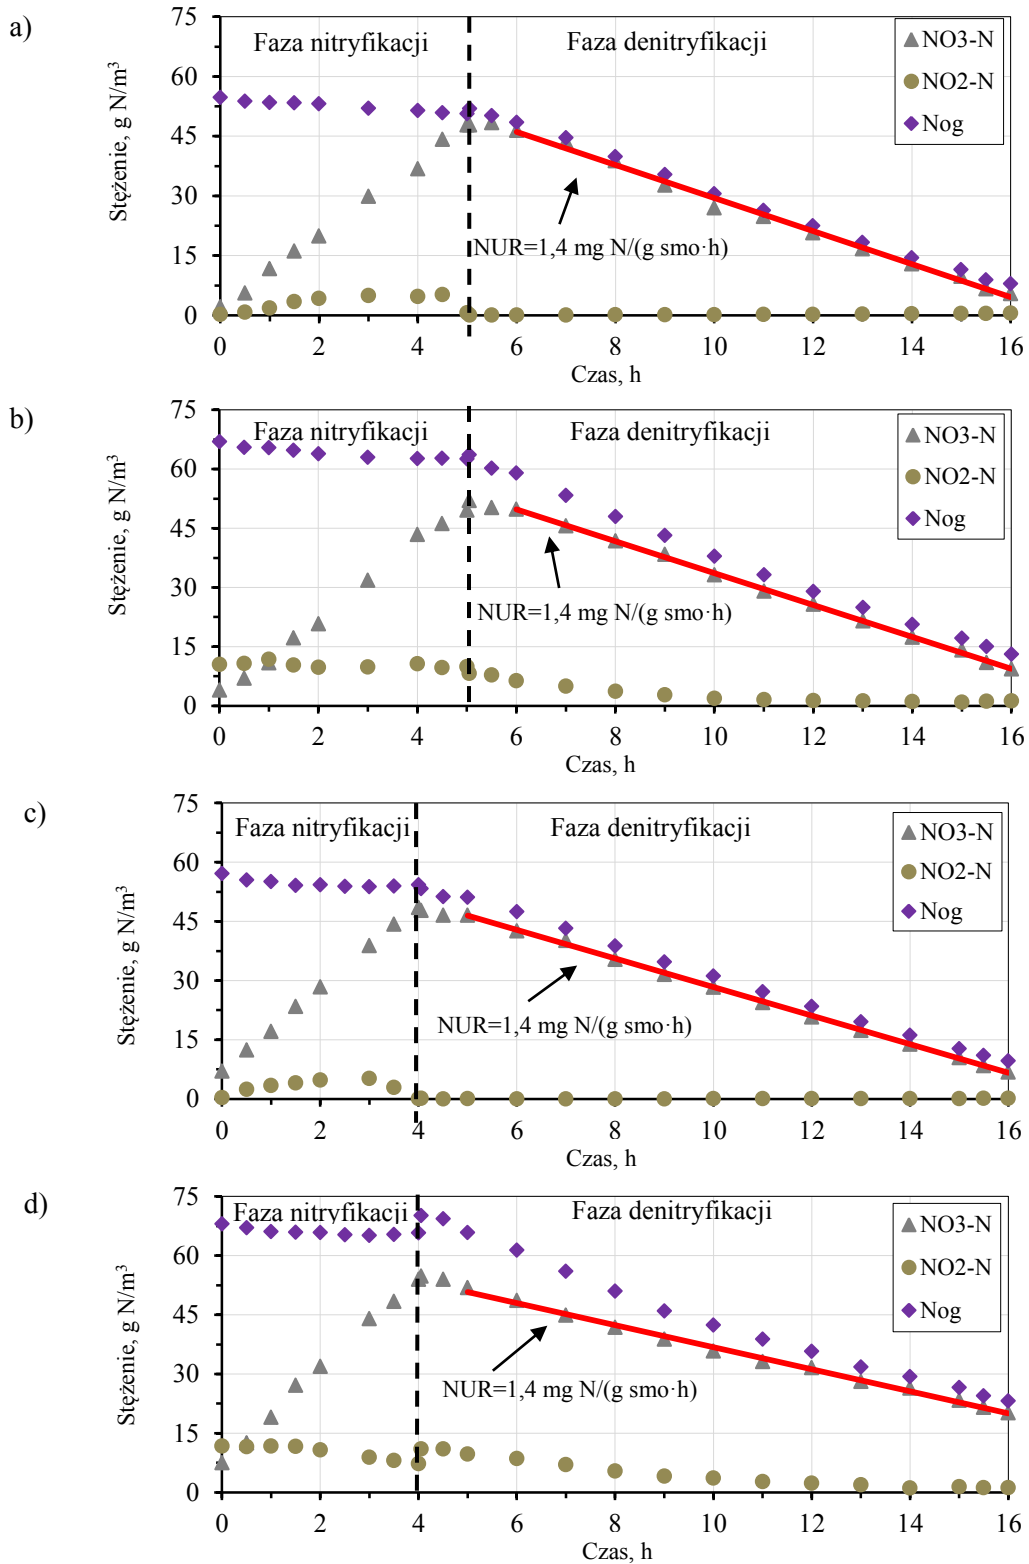 a)
Stężenie, g N/m³
75
60
45
30
15
0
Faza nitryfikacji
Faza denitryfikacji
NO3-N
NO2-N
Nog
NUR=1,4 mg N/(g smo·h)
0 2 4 6 8 10 12 14 16
Czas, h
b)
Stężenie, g N/m³
75
60
45
30
15
0
Faza nitryfikacji
Faza denitryfikacji
NO3-N
NO2-N
Nog
NUR=1,4 mg N/(g smo·h)
0 2 4 6 8 10 12 14 16
Czas, h
c)
Stężenie, g N/m³
75
60
45
30
15
0
Faza nitryfikacji
Faza denitryfikacji
NO3-N
NO2-N
Nog
NUR=1,4 mg N/(g smo·h)
0 2 4 6 8 10 12 14 16
Czas, h
d)
Stężenie, g N/m³
75
60
45
30
15
0
Faza nitryfikacji
Faza denitryfikacji
NO3-N
NO2-N
Nog
NUR=1,4 mg N/(g smo·h)
0 2 4 6 8 10 12 14 16
Czas, h